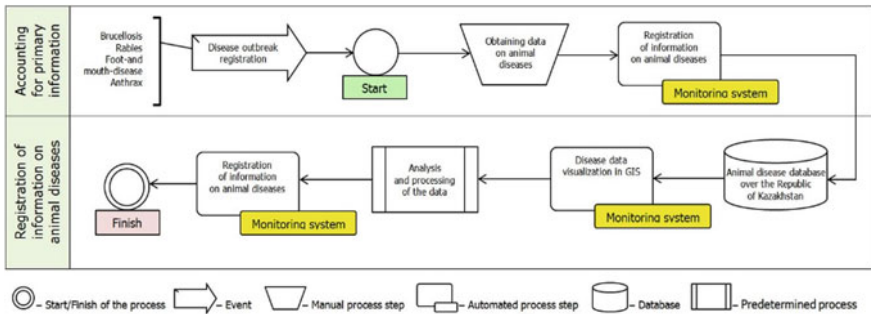 Accounting
for primary
information
Brucellosis
Rabies
Foot-and
mouth-disease
Anthrax
Disease outbreak
registration
Start
Obtaining data
on animal
diseases
Registration
of information
on animal diseases
Monitoring system
Registration of
information on
animal diseases
Finish
Registration
of information
on animal diseases
Monitoring system
Analysis
and processing
of the data
Disease data
visualization in GIS
Monitoring system
Animal disease database
over the Republic
of Kazakhstan
– Start/Finish of the process
– Event
– Manual process step
– Automated process step
– Database
– Predetermined process